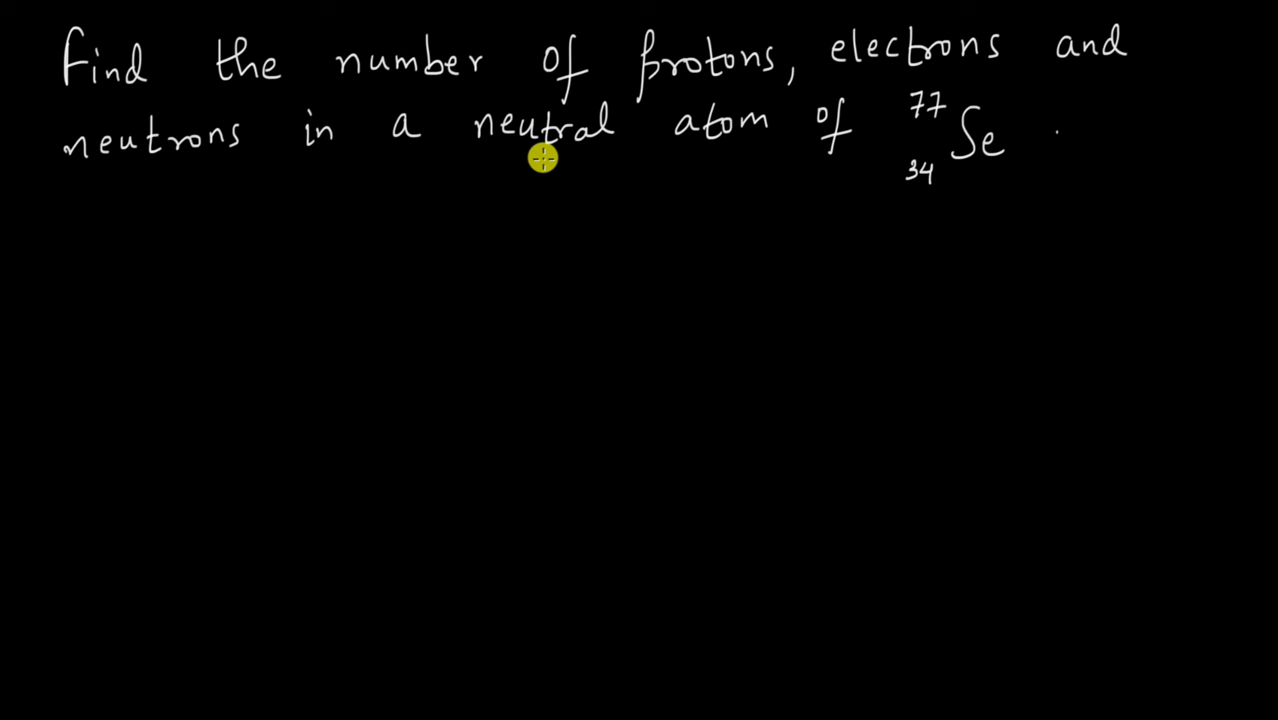 Find the number of protons, electrons and
neutrons in a neutral atom of ⁷⁷₃₄Se.